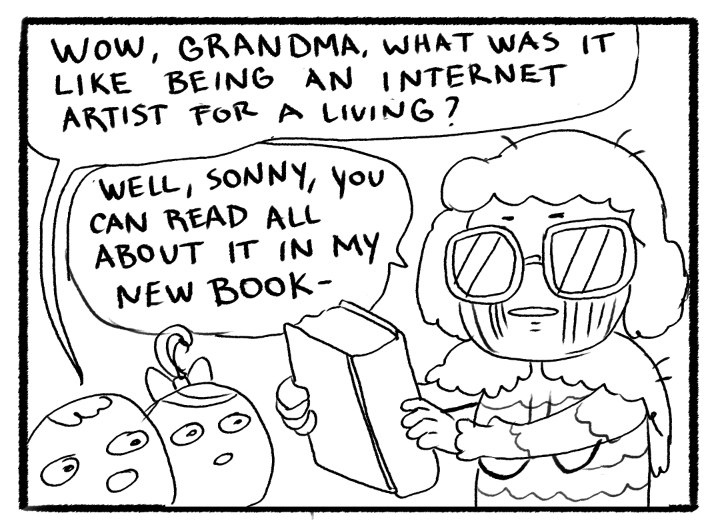 WOW, GRANDMA, WHAT WAS IT
LIKE BEING AN INTERNET
ARTIST FOR A LIVING?
WELL, SONNY, YOU
CAN READ ALL
ABOUT IT IN MY
NEW BOOK-